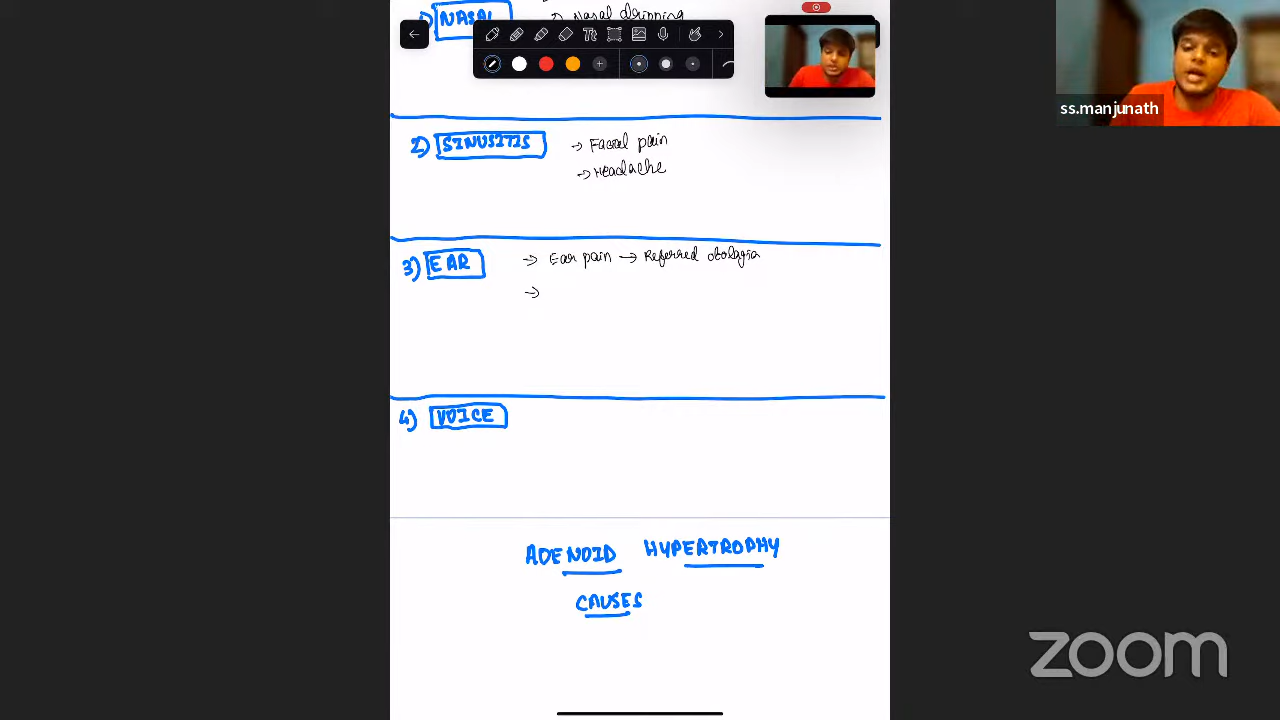 1) NASAL
Nasal dripping
ss.manjunath
2) SINUSITIS → Facial pain
→ Headache
3) EAR → Ear pain → Referred otalgia
→
4) VOICE
ADENOID HYPERTROPHY
CAUSES
zoom